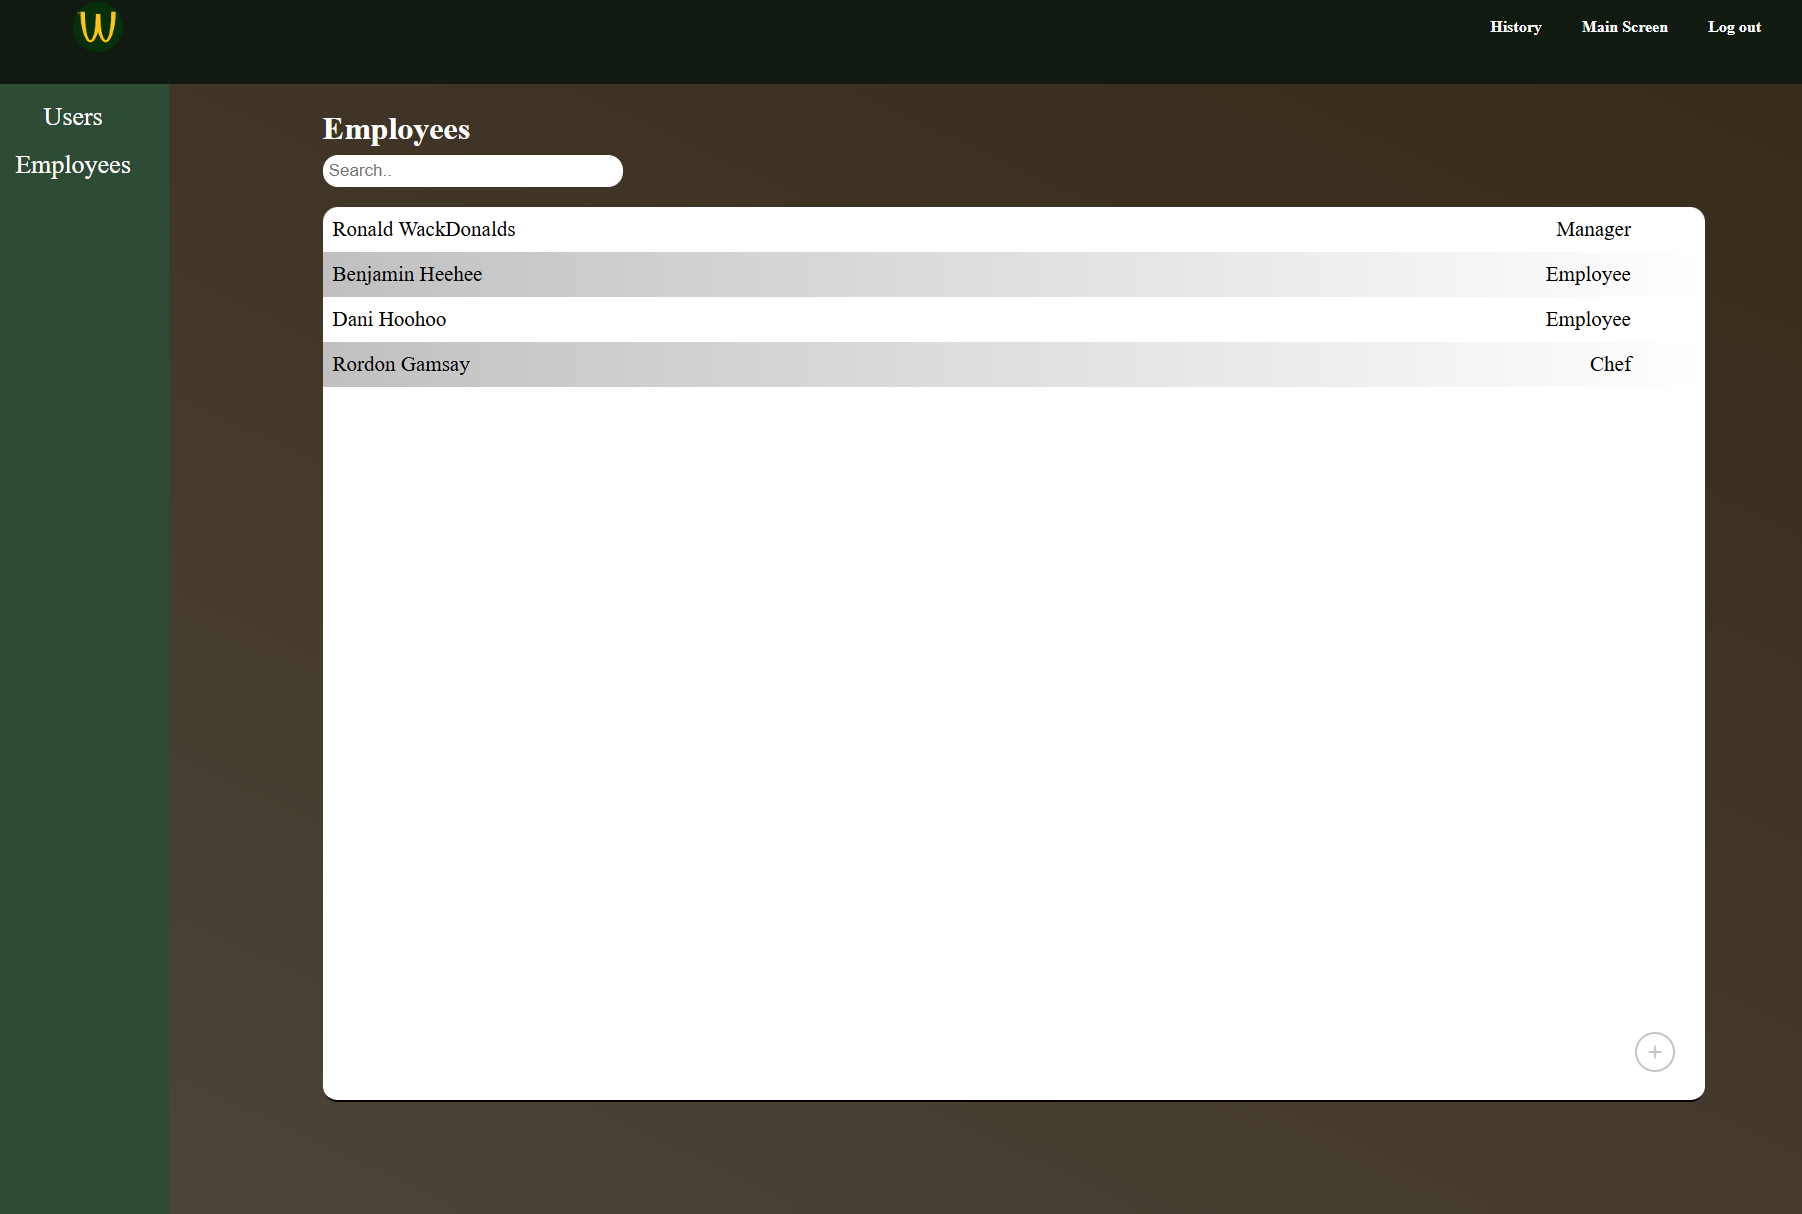 W
History Main Screen Log out
Users
Employees
Employees
Search..
Ronald WackDonalds Manager
Benjamin Heehee Employee
Dani Hoohoo Employee
Rordon Gamsay Chef
+